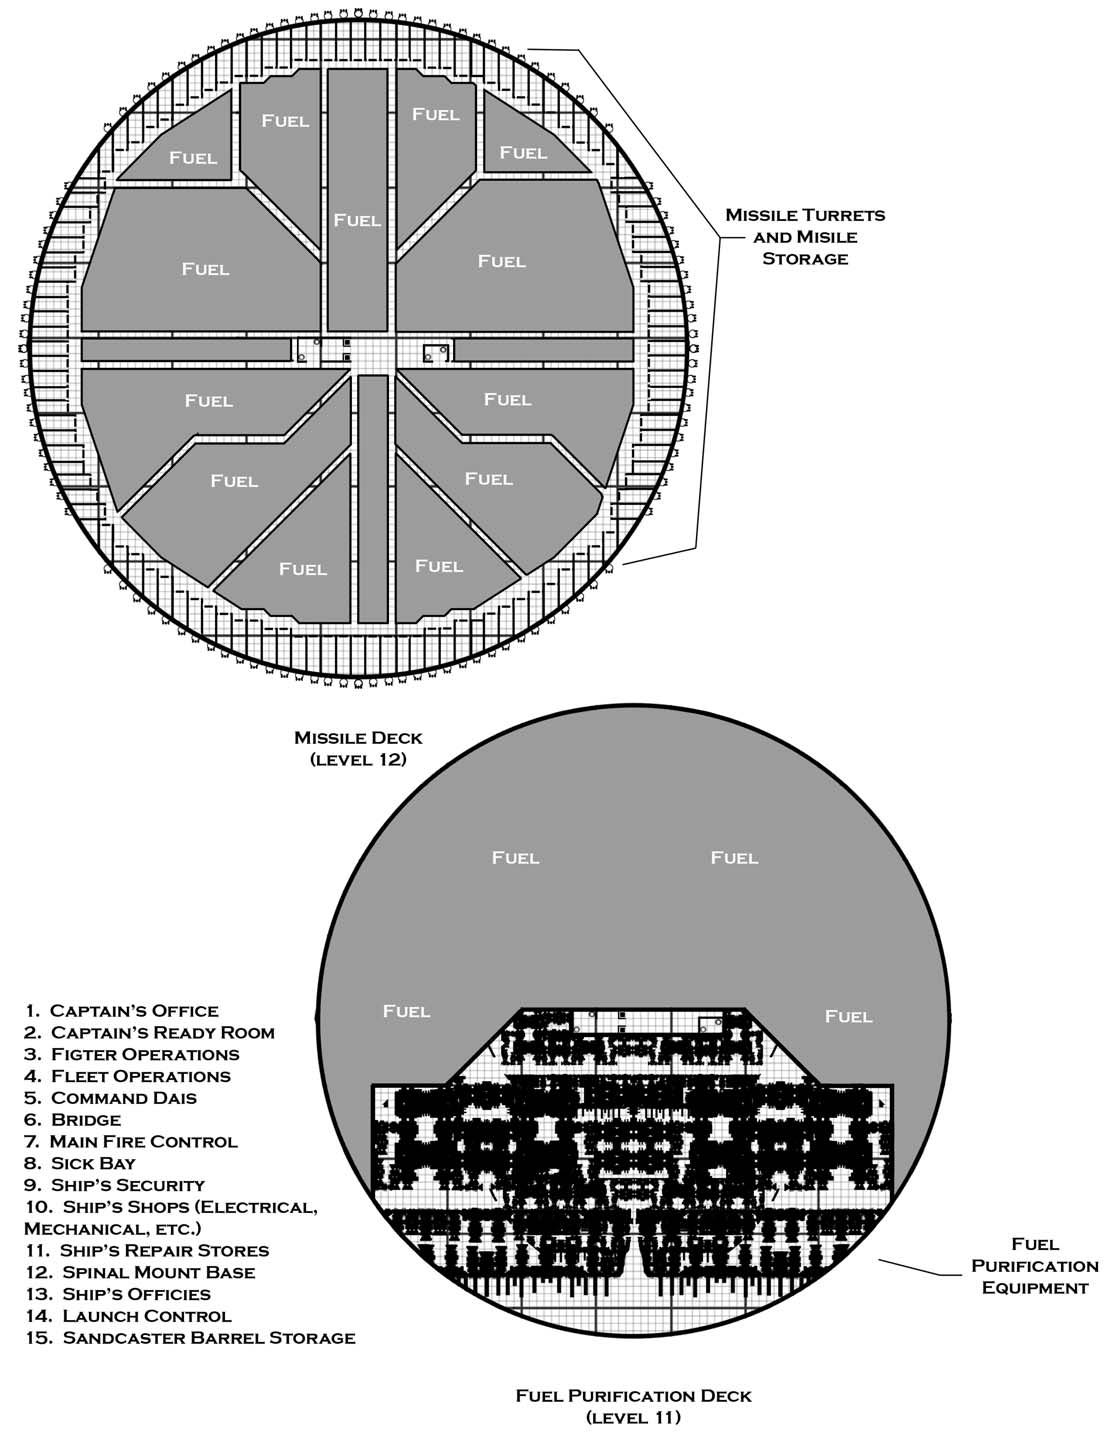 FUEL
FUEL
FUEL
FUEL
FUEL
MISSILE TURRETS
AND MISILE
STORAGE
FUEL
FUEL
FUEL
FUEL
FUEL
FUEL
FUEL
FUEL
MISSILE DECK
(LEVEL 12)
FUEL
FUEL
FUEL
FUEL
1. CAPTAIN'S OFFICE
2. CAPTAIN'S READY ROOM
3. FIGTER OPERATIONS
4. FLEET OPERATIONS
5. COMMAND DAIS
6. BRIDGE
7. MAIN FIRE CONTROL
8. SICK BAY
9. SHIP'S SECURITY
10. SHIP'S SHOPS (ELECTRICAL,
MECHANICAL, ETC.)
11. SHIP'S REPAIR STORES
12. SPINAL MOUNT BASE
13. SHIP'S OFFICIES
14. LAUNCH CONTROL
15. SANDCASTER BARREL STORAGE
FUEL
PURIFICATION
EQUIPMENT
FUEL PURIFICATION DECK
(LEVEL 11)